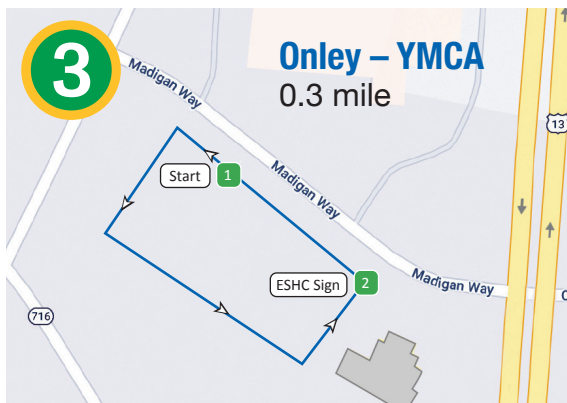 3
Onley – YMCA
0.3 mile
Madigan Way
13
Start 1
Madigan Way
ESHC Sign 2
Madigan Way
716